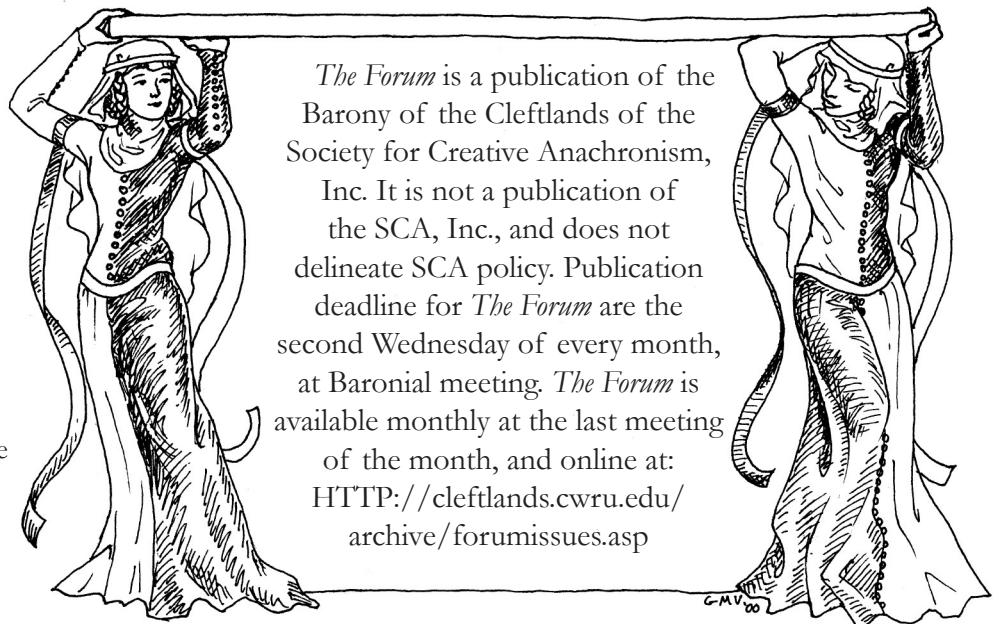 The Forum is a publication of the
Barony of the Cleftlands of the
Society for Creative Anachronism,
Inc. It is not a publication of
the SCA, Inc., and does not
delineate SCA policy. Publication
deadline for The Forum are the
second Wednesday of every month,
at Baronial meeting. The Forum is
available monthly at the last meeting
of the month, and online at:
HTTP://cleftlands.cwru.edu/
archive/forumissues.asp
e
GMV '00